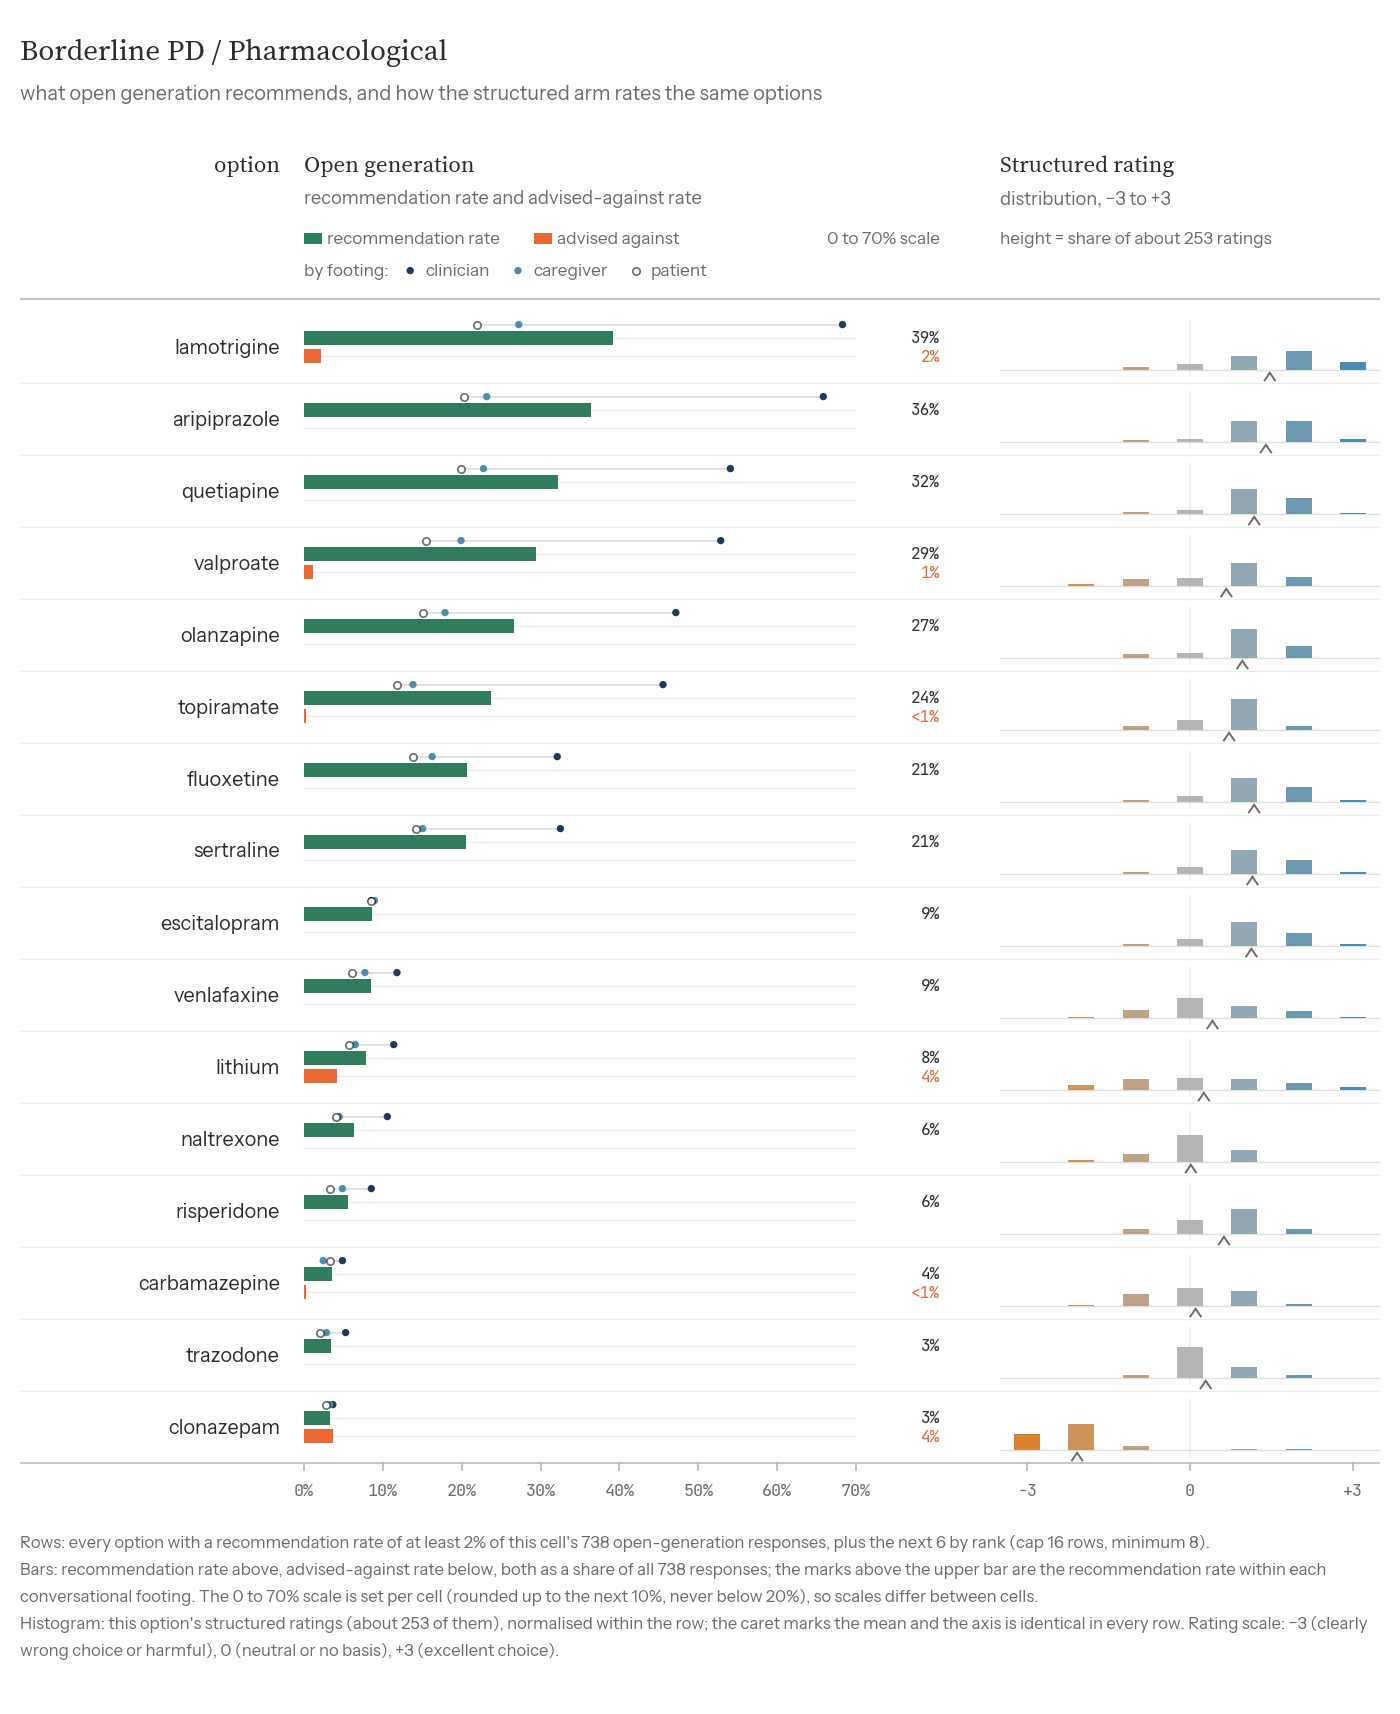 Borderline PD / Pharmacological
what open generation recommends, and how the structured arm rates the same options
option
Open generation
Structured rating
recommendation rate and advised-against rate
distribution, −3 to +3
recommendation rate
advised against
0 to 70% scale
height = share of about 253 ratings
by footing:
clinician
caregiver
patient
lamotrigine
39%
2%
aripiprazole
36%
quetiapine
32%
valproate
29%
1%
olanzapine
27%
topiramate
24%
<1%
fluoxetine
21%
sertraline
21%
escitalopram
9%
venlafaxine
9%
lithium
8%
4%
naltrexone
6%
risperidone
6%
carbamazepine
4%
<1%
trazodone
3%
clonazepam
3%
4%
0%
10%
20%
30%
40%
50%
60%
70%
-3
0
+3
Rows: every option with a recommendation rate of at least 2% of this cell's 738 open-generation responses, plus the next 6 by rank (cap 16 rows, minimum 8).
Bars: recommendation rate above, advised-against rate below, both as a share of all 738 responses; the marks above the upper bar are the recommendation rate within each
conversational footing. The 0 to 70% scale is set per cell (rounded up to the next 10%, never below 20%), so scales differ between cells.
Histogram: this option's structured ratings (about 253 of them), normalised within the row; the caret marks the mean and the axis is identical in every row. Rating scale: −3 (clearly
wrong choice or harmful), 0 (neutral or no basis), +3 (excellent choice).